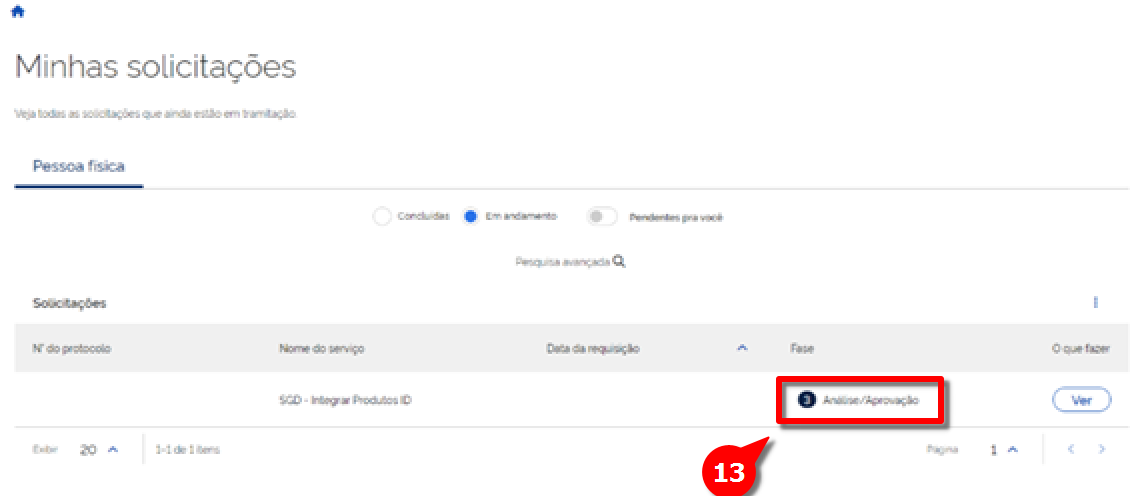 Minhas solicitações
Veja todas as solicitações que ainda estão em tramitação.
Pessoa física
Concluídas Em andamento Pendentes pra você
Pesquisa avançada
Solicitações
N° do protocolo Nome do serviço Data da requisição Fase O que fazer
SGD - Integrar Produtos ID 3 Análise/Aprovação Ver
Exibir 20 1-1 de 1 itens Página 1
13